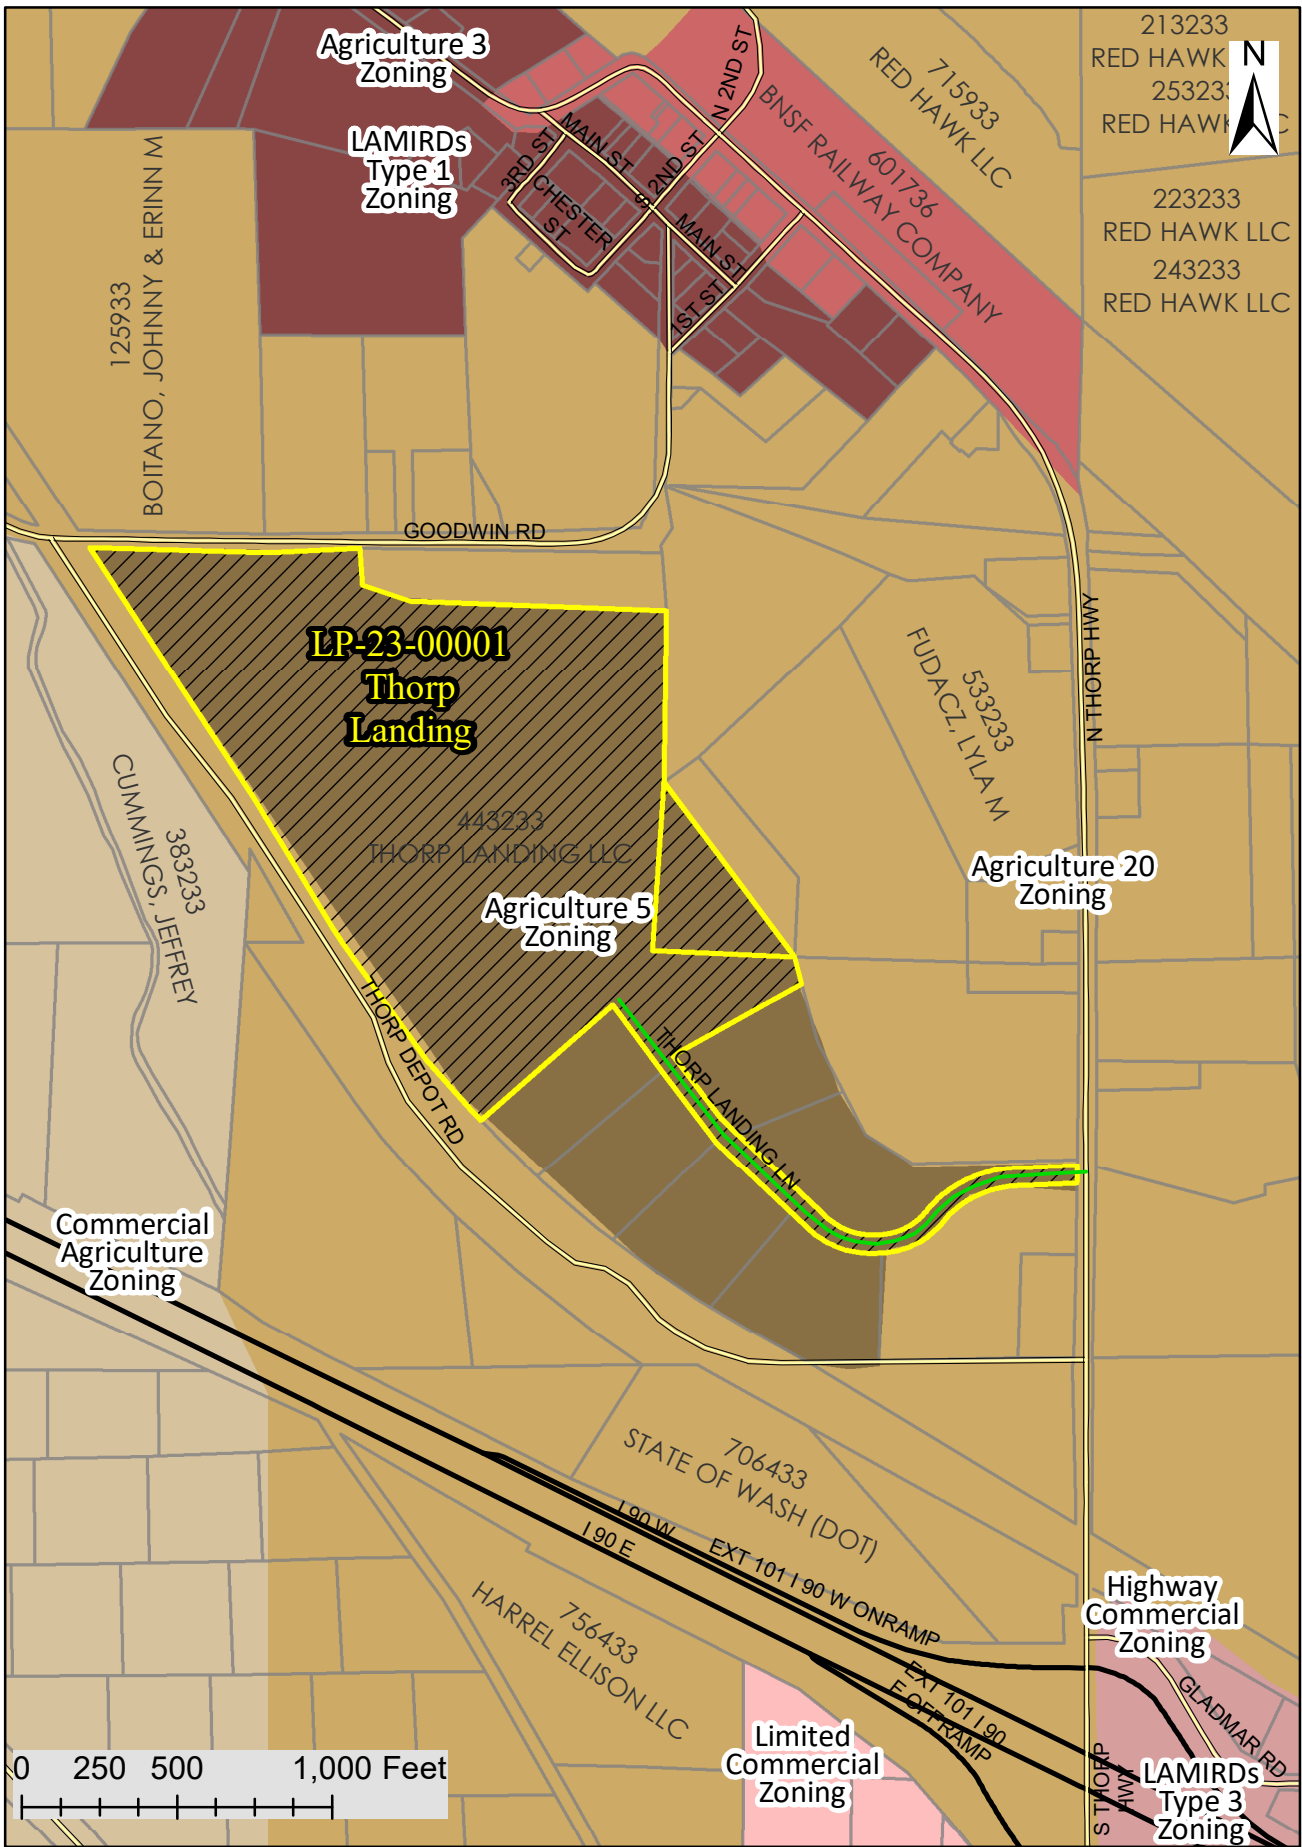 Agriculture 3
Zoning
213233
RED HAWK
N
253233
RED HAWK
C
715933
RED HAWK LLC
N 2ND ST
BNSF RAILWAY COMPANY
601736
LAMIRDs
Type 1
Zoning
MAIN ST
3RD ST
CHESTER
ST
S 2ND ST
MAIN ST
1ST ST
223233
RED HAWK LLC
243233
RED HAWK LLC
125933
BOITANO, JOHNNY & ERINN M
GOODWIN RD
LP-23-00001
Thorp
Landing
443233
THORP LANDING LLC
Agriculture 5
Zoning
533233
FUDACZ, LYLA M
N THORP HWY
Agriculture 20
Zoning
383233
CUMMINGS, JEFFREY
THORP DEPOT RD
THORP LANDING LN
Commercial
Agriculture
Zoning
706433
STATE OF WASH (DOT)
I 90 W
I 90 E
EXT 101 I 90 W ONRAMP
756433
HARREL ELLISON LLC
EXT 101 I 90
E OFFRAMP
Highway
Commercial
Zoning
GLADMAR RD
Limited
Commercial
Zoning
S THORP
HWY
LAMIRDs
Type 3
Zoning
0 250 500 1,000 Feet